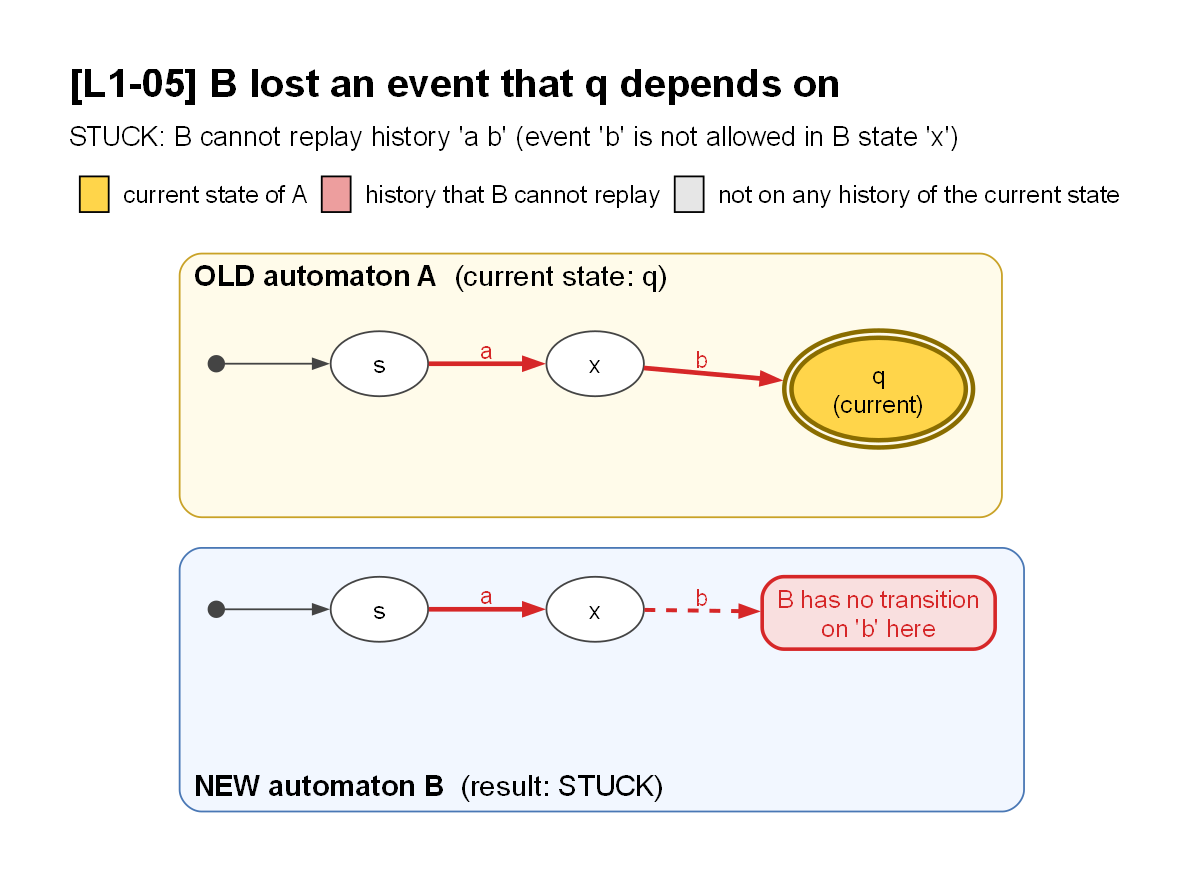 [L1-05] B lost an event that q depends on
STUCK: B cannot replay history 'a b' (event 'b' is not allowed in B state 'x')
current state of A
history that B cannot replay
not on any history of the current state
OLD automaton A (current state: q)
s
a
x
b
q
(current)
s
a
x
b
B has no transition
on 'b' here
NEW automaton B (result: STUCK)